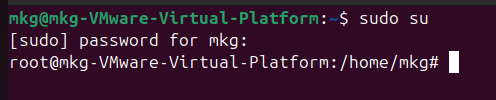 mkg@mkg-VMware-Virtual-Platform:~$ sudo su
[sudo] password for mkg:
root@mkg-VMware-Virtual-Platform:/home/mkg#